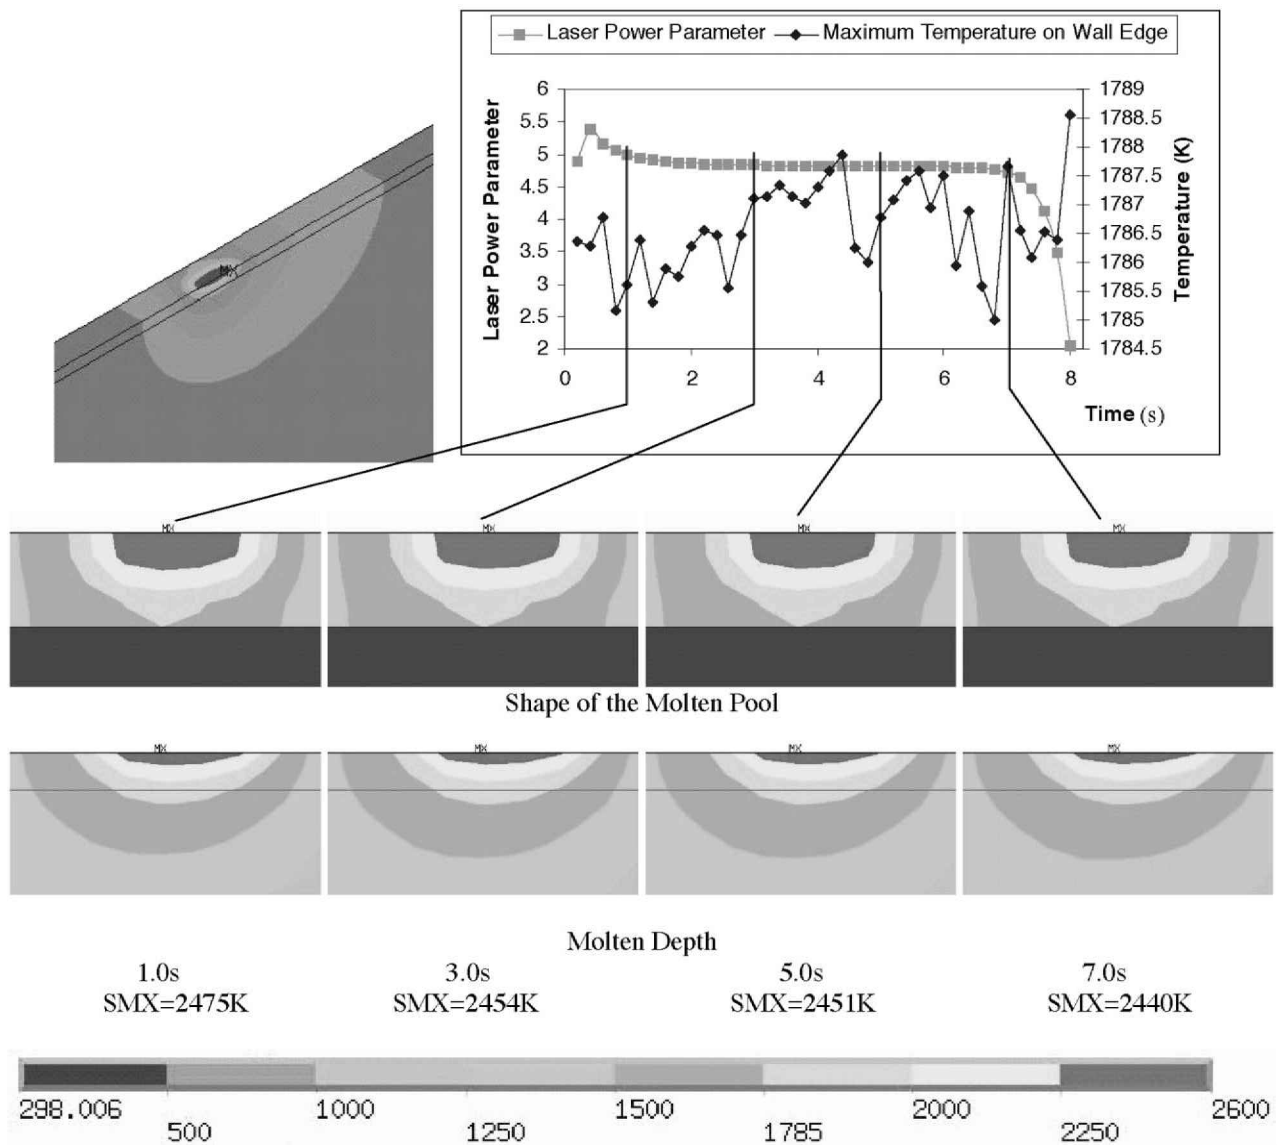 Laser Power Parameter Maximum Temperature on Wall Edge
6 1789
5.5 1788.5
5 1788
4.5 1787.5
4 1787
3.5 1786.5
3 1786
2.5 1785.5
2 1785
1784.5
Laser Power Parameter
Temperature (K)
0 2 4 6 8
Time (s)
MX
MX MX MX MX
Shape of the Molten Pool
MX MX MX MX
Molten Depth
1.0s 3.0s 5.0s 7.0s
SMX=2475K SMX=2454K SMX=2451K SMX=2440K
298.006 1000 1500 2000 2600
500 1250 1785 2250